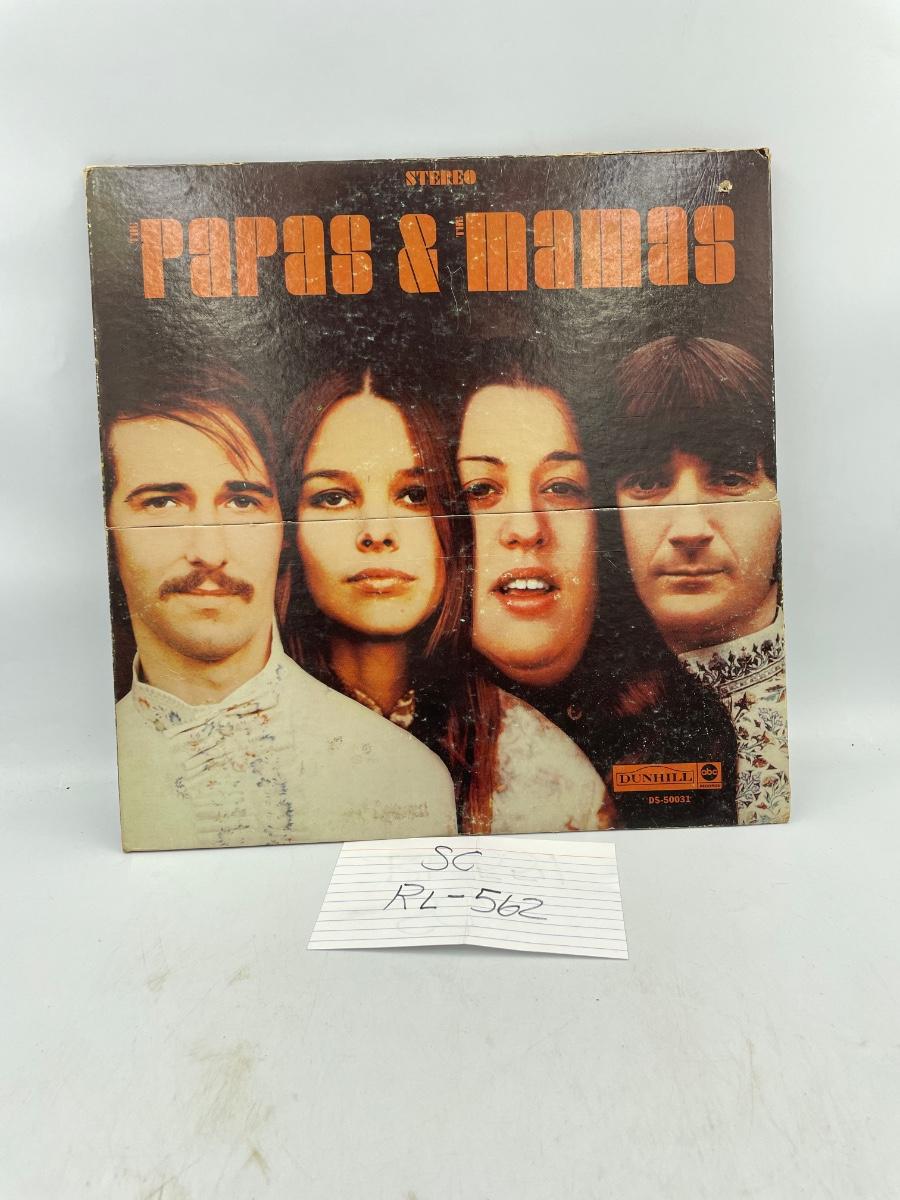 STEREO
THE PAPAS & THE MAMAS
DUNHILL abc RECORDS
DS-50031
SC
RL-562